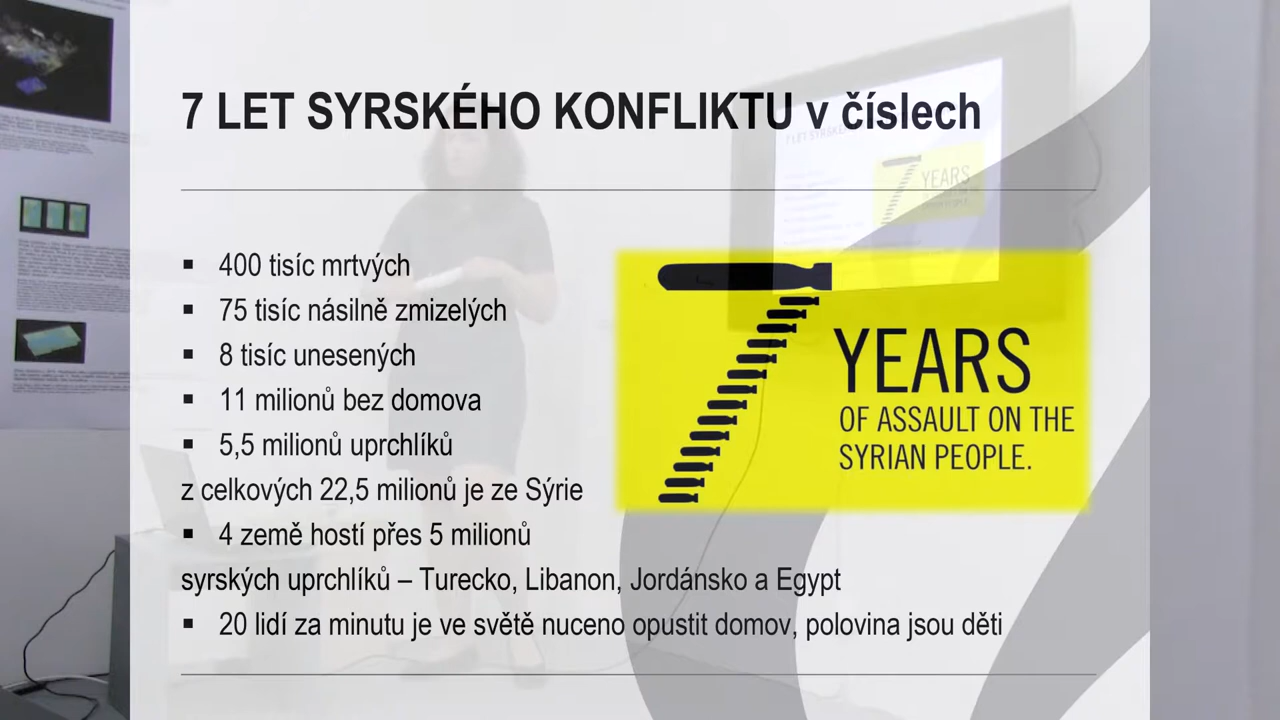 7 LET SYRSKÉHO KONFLIKTU v číslech
▪ 400 tisíc mrtvých
▪ 75 tisíc násilně zmizelých
▪ 8 tisíc unesených
▪ 11 milionů bez domova
▪ 5,5 milionů uprchlíků
z celkových 22,5 milionů je ze Sýrie
▪ 4 země hostí přes 5 milionů
syrských uprchlíků – Turecko, Libanon, Jordánsko a Egypt
▪ 20 lidí za minutu je ve světě nuceno opustit domov, polovina jsou děti
7 YEARS
OF ASSAULT ON THE
SYRIAN PEOPLE.
7 YEARS